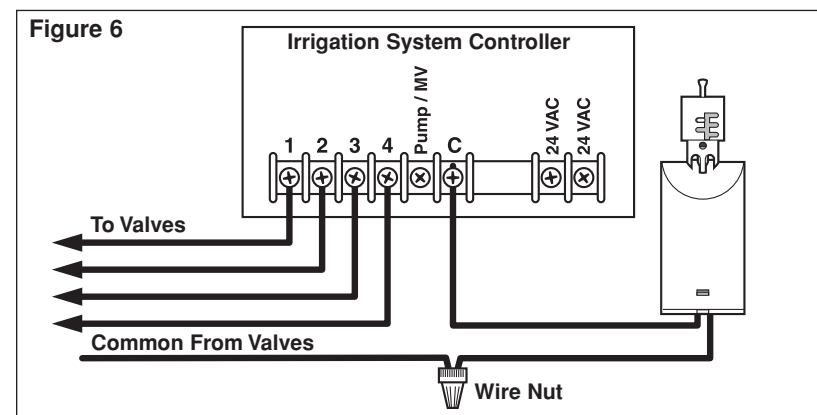 Figure 6
Irrigation System Controller
1 2 3 4 Pump / MV C 24 VAC 24 VAC
To Valves
Common From Valves
Wire Nut